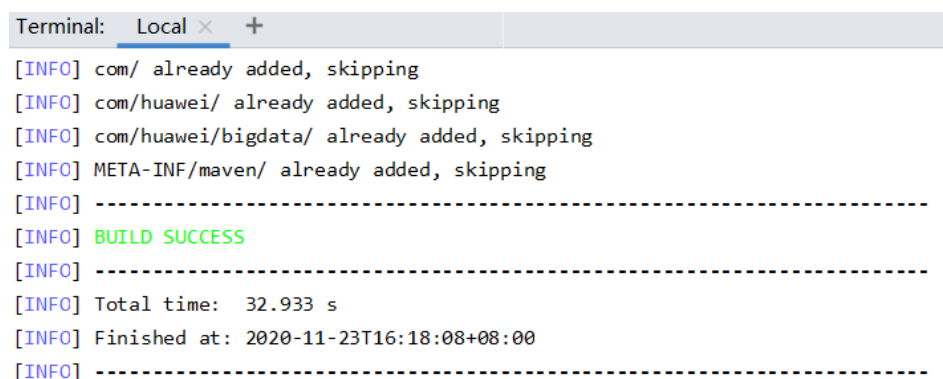 Terminal: Local × +
[INFO] com/ already added, skipping
[INFO] com/huawei/ already added, skipping
[INFO] com/huawei/bigdata/ already added, skipping
[INFO] META-INF/maven/ already added, skipping
[INFO] ------------------------------------------------------------------------
[INFO] BUILD SUCCESS
[INFO] ------------------------------------------------------------------------
[INFO] Total time:  32.933 s
[INFO] Finished at: 2020-11-23T16:18:08+08:00
[INFO] ------------------------------------------------------------------------